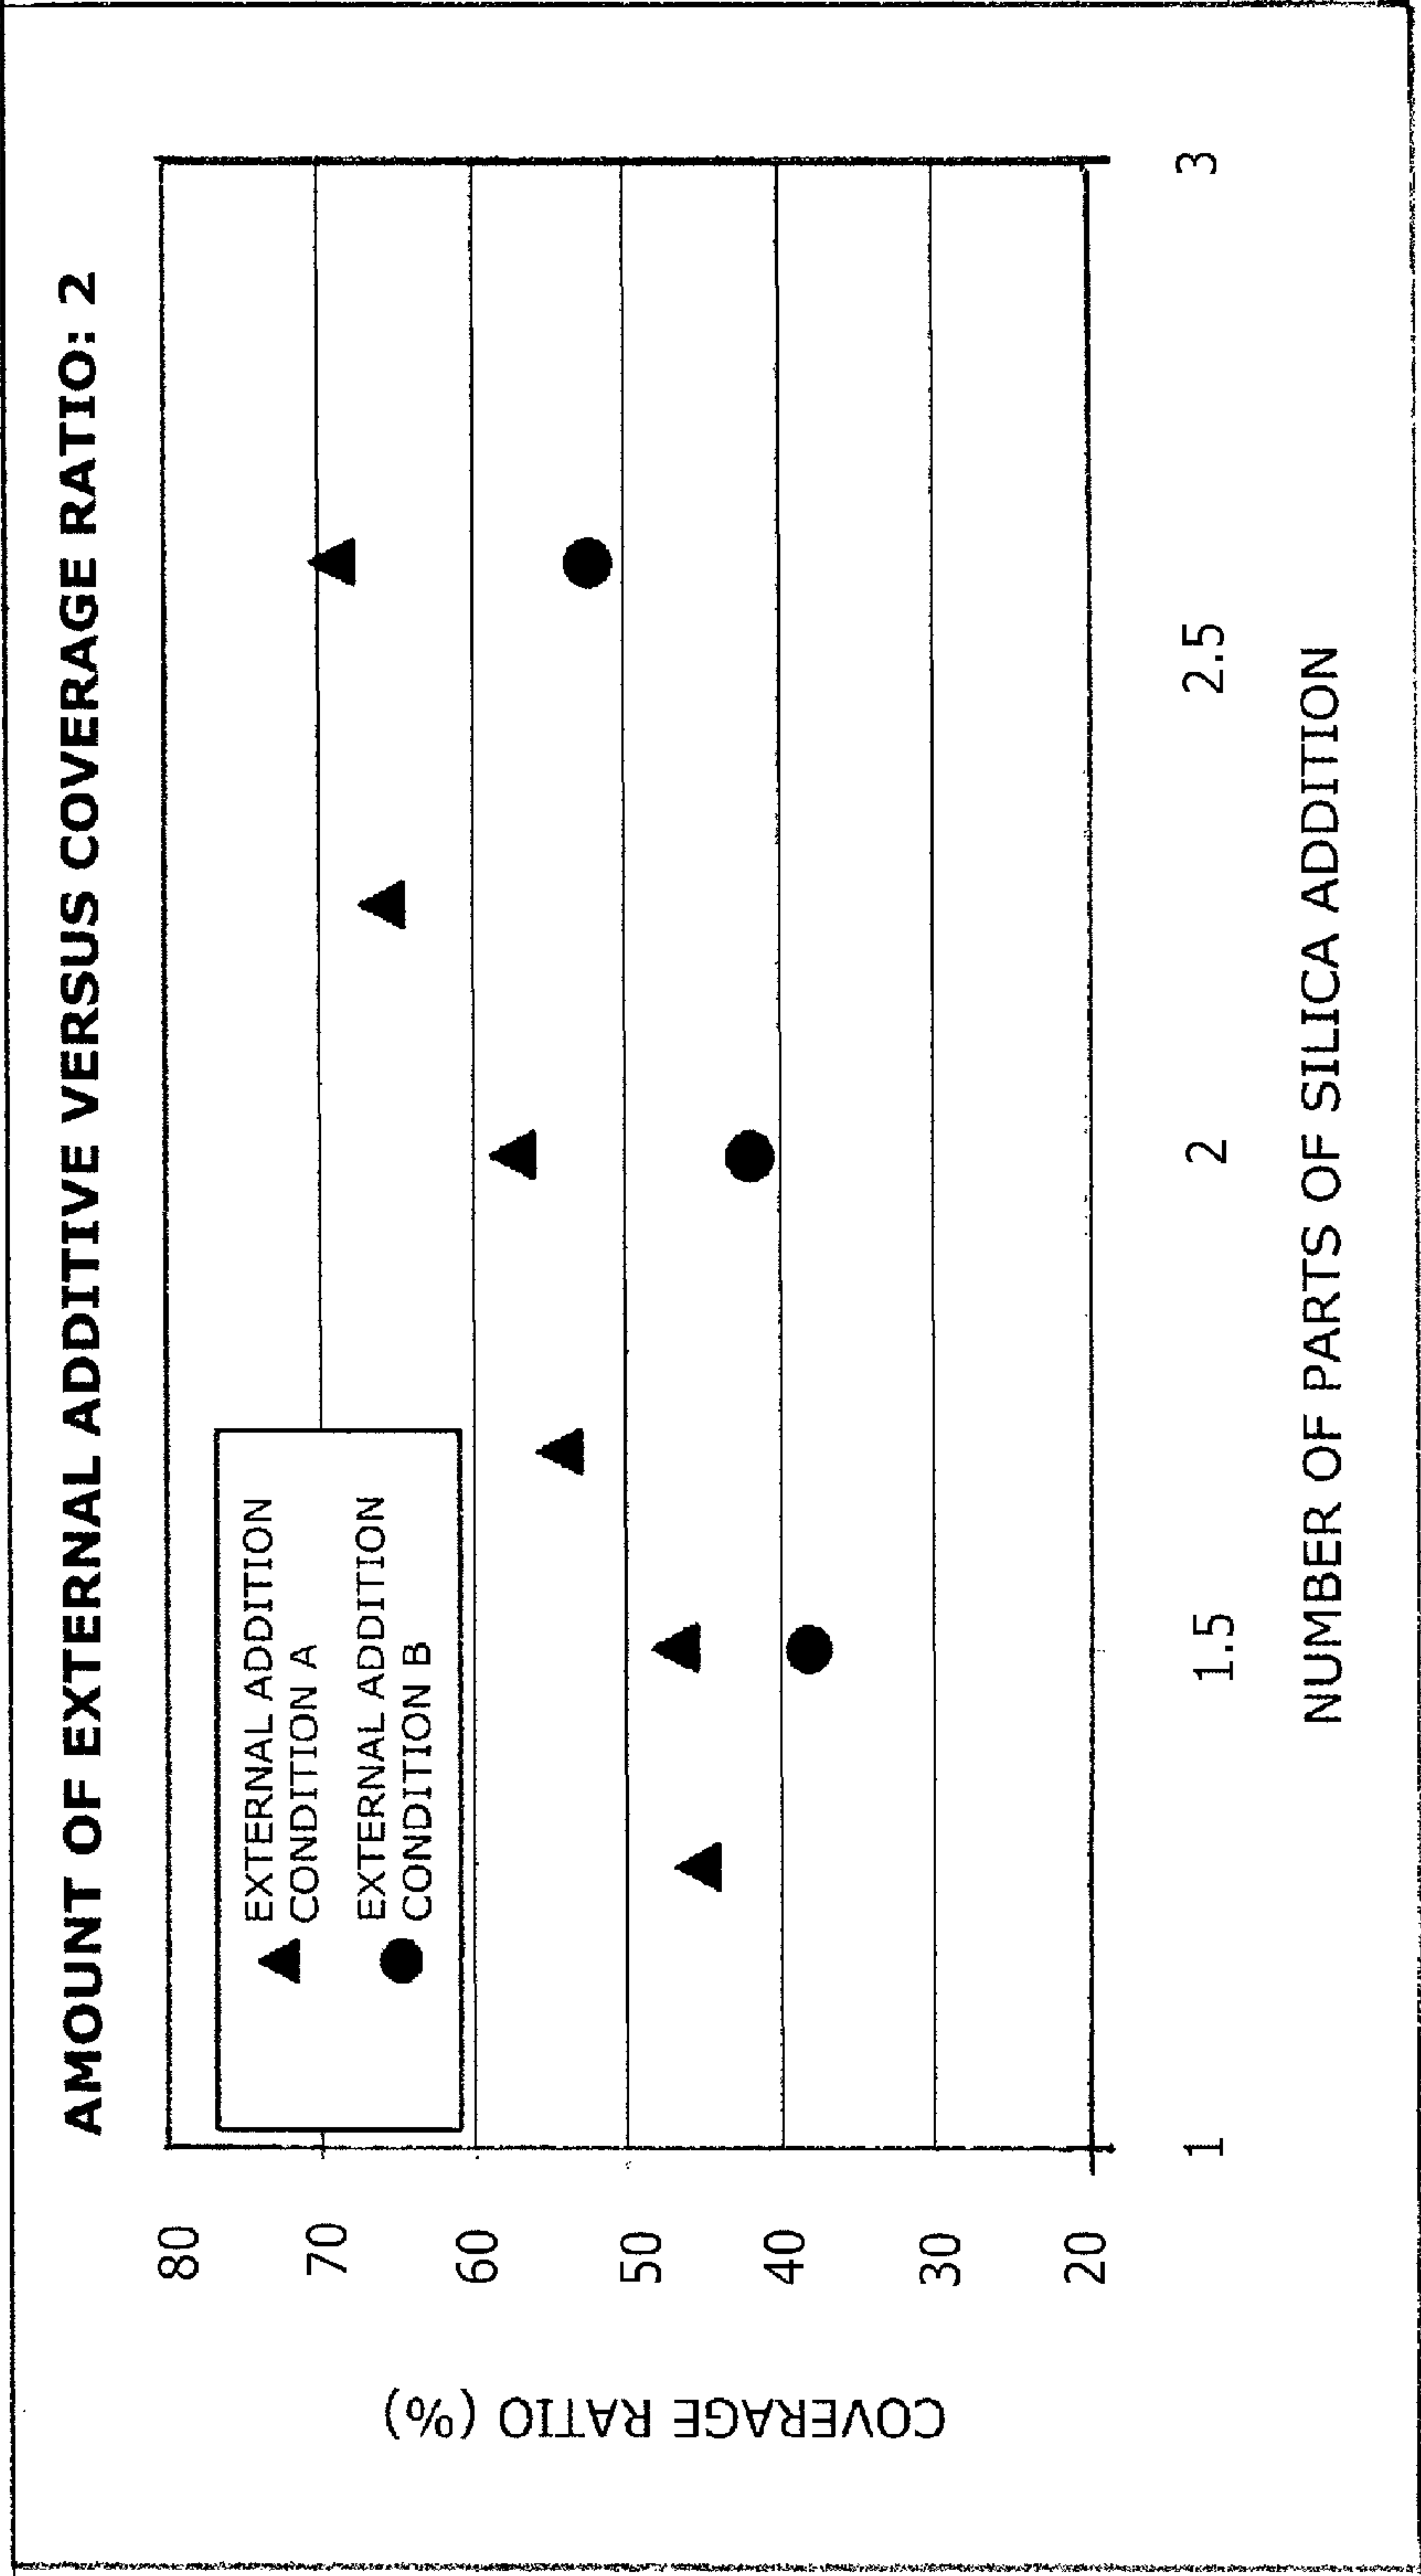 AMOUNT OF EXTERNAL ADDITIVE VERSUS COVERAGE RATIO: 2
EXTERNAL ADDITION
CONDITION A
EXTERNAL ADDITION
CONDITION B
COVERAGE RATIO (%)
80
70
60
50
40
30
20
1
1.5
2
2.5
3
NUMBER OF PARTS OF SILICA ADDITION